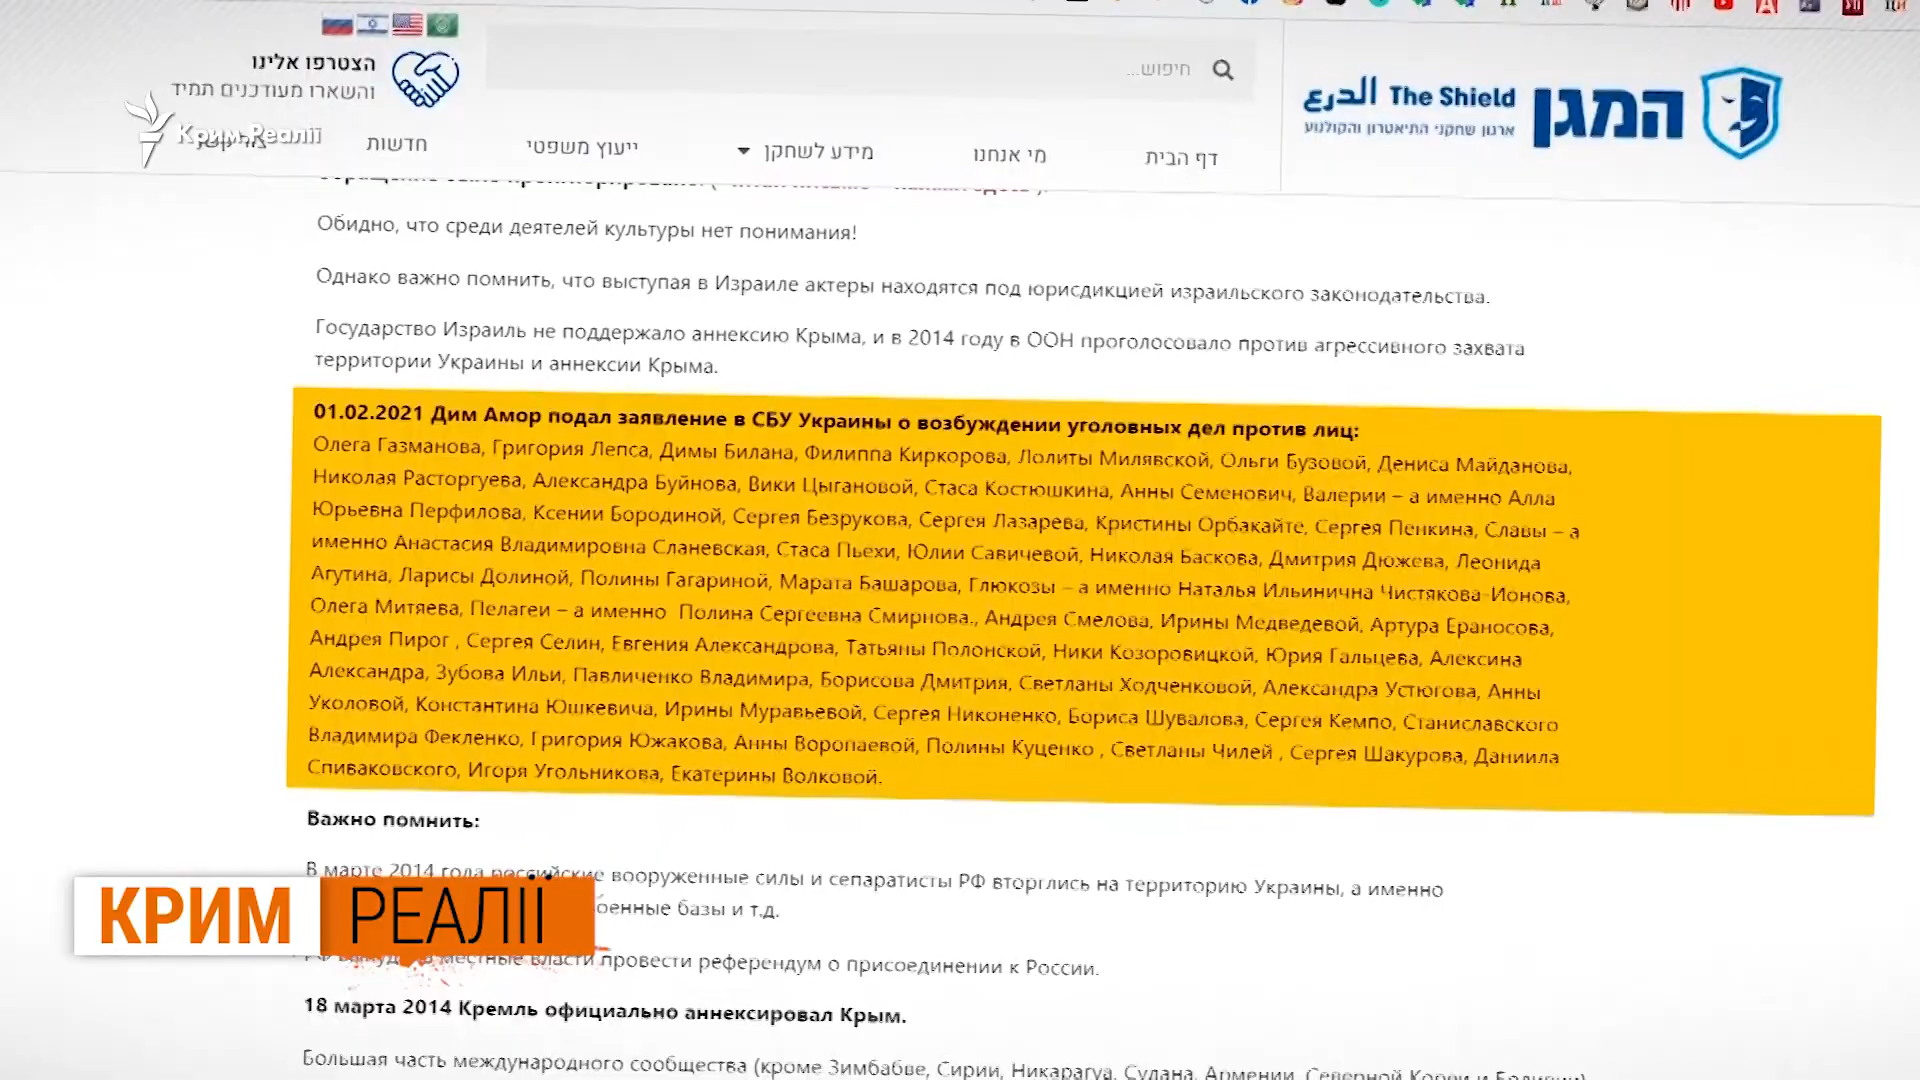 הצטרפו אלינו
והשארו מעודכנים תמיד
חיפוש...
الدرع The Shield
ארגון שחקני התיאטרון והקולנוע
המגן
Крим.Реалії
חדשות
ייעוץ משפטי
מידע לשחקן
מי אנחנו
דף הבית
Обидно, что среди деятелей культуры нет понимания!
Однако важно помнить, что выступая в Израиле актеры находятся под юрисдикцией израильского законодательства.
Государство Израиль не поддержало аннексию Крыма, и в 2014 году в ООН проголосовало против агрессивного захвата
территории Украины и аннексии Крыма.
01.02.2021 Дим Амор подал заявление в СБУ Украины о возбуждении уголовных дел против лиц:
Олега Газманова, Григория Лепса, Димы Билана, Филиппа Киркорова, Лолиты Милявской, Ольги Бузовой, Дениса Майданова,
Николая Расторгуева, Александра Буйнова, Вики Цыгановой, Стаса Костюшкина, Анны Семенович, Валерии – а именно Алла
Юрьевна Перфилова, Ксении Бородиной, Сергея Безрукова, Сергея Лазарева, Кристины Орбакайте, Сергея Пенкина, Славы – а
именно Анастасия Владимировна Сланевская, Стаса Пьехи, Юлии Савичевой, Николая Баскова, Дмитрия Дюжева, Леонида
Агутина, Ларисы Долиной, Полины Гагариной, Марата Башарова, Глюкозы – а именно Наталья Ильинична Чистякова-Ионова,
Олега Митяева, Пелагеи – а именно Полина Сергеевна Смирнова., Андрея Смелова, Ирины Медведевой, Артура Ераносова,
Андрея Пирог , Сергея Селин, Евгения Александрова, Татьяны Полонской, Ники Козоровицкой, Юрия Гальцева, Алексина
Александра, Зубова Ильи, Павличенко Владимира, Борисова Дмитрия, Светланы Ходченковой, Александра Устюгова, Анны
Уколовой, Константина Юшкевича, Ирины Муравьевой, Сергея Никоненко, Бориса Шувалова, Сергея Кемпо, Станиславского
Владимира Фекленко, Григория Южакова, Анны Воропаевой, Полины Куценко , Светланы Чилей , Сергея Шакурова, Даниила
Спиваковского, Игоря Угольникова, Екатерины Волковой.
Важно помнить:
В марте 2014 года российские вооруженные силы и сепаратисты РФ вторглись на территорию Украины, а именно
военные базы и т.д.
местные власти провести референдум о присоединении к России.
КРИМ РЕАЛІЇ
18 марта 2014 Кремль официально аннексировал Крым.
Большая часть международного сообщества (кроме Зимбабве, Сирии, Никарагуа, Судана, Армении, Северной Кореи и Боливии)